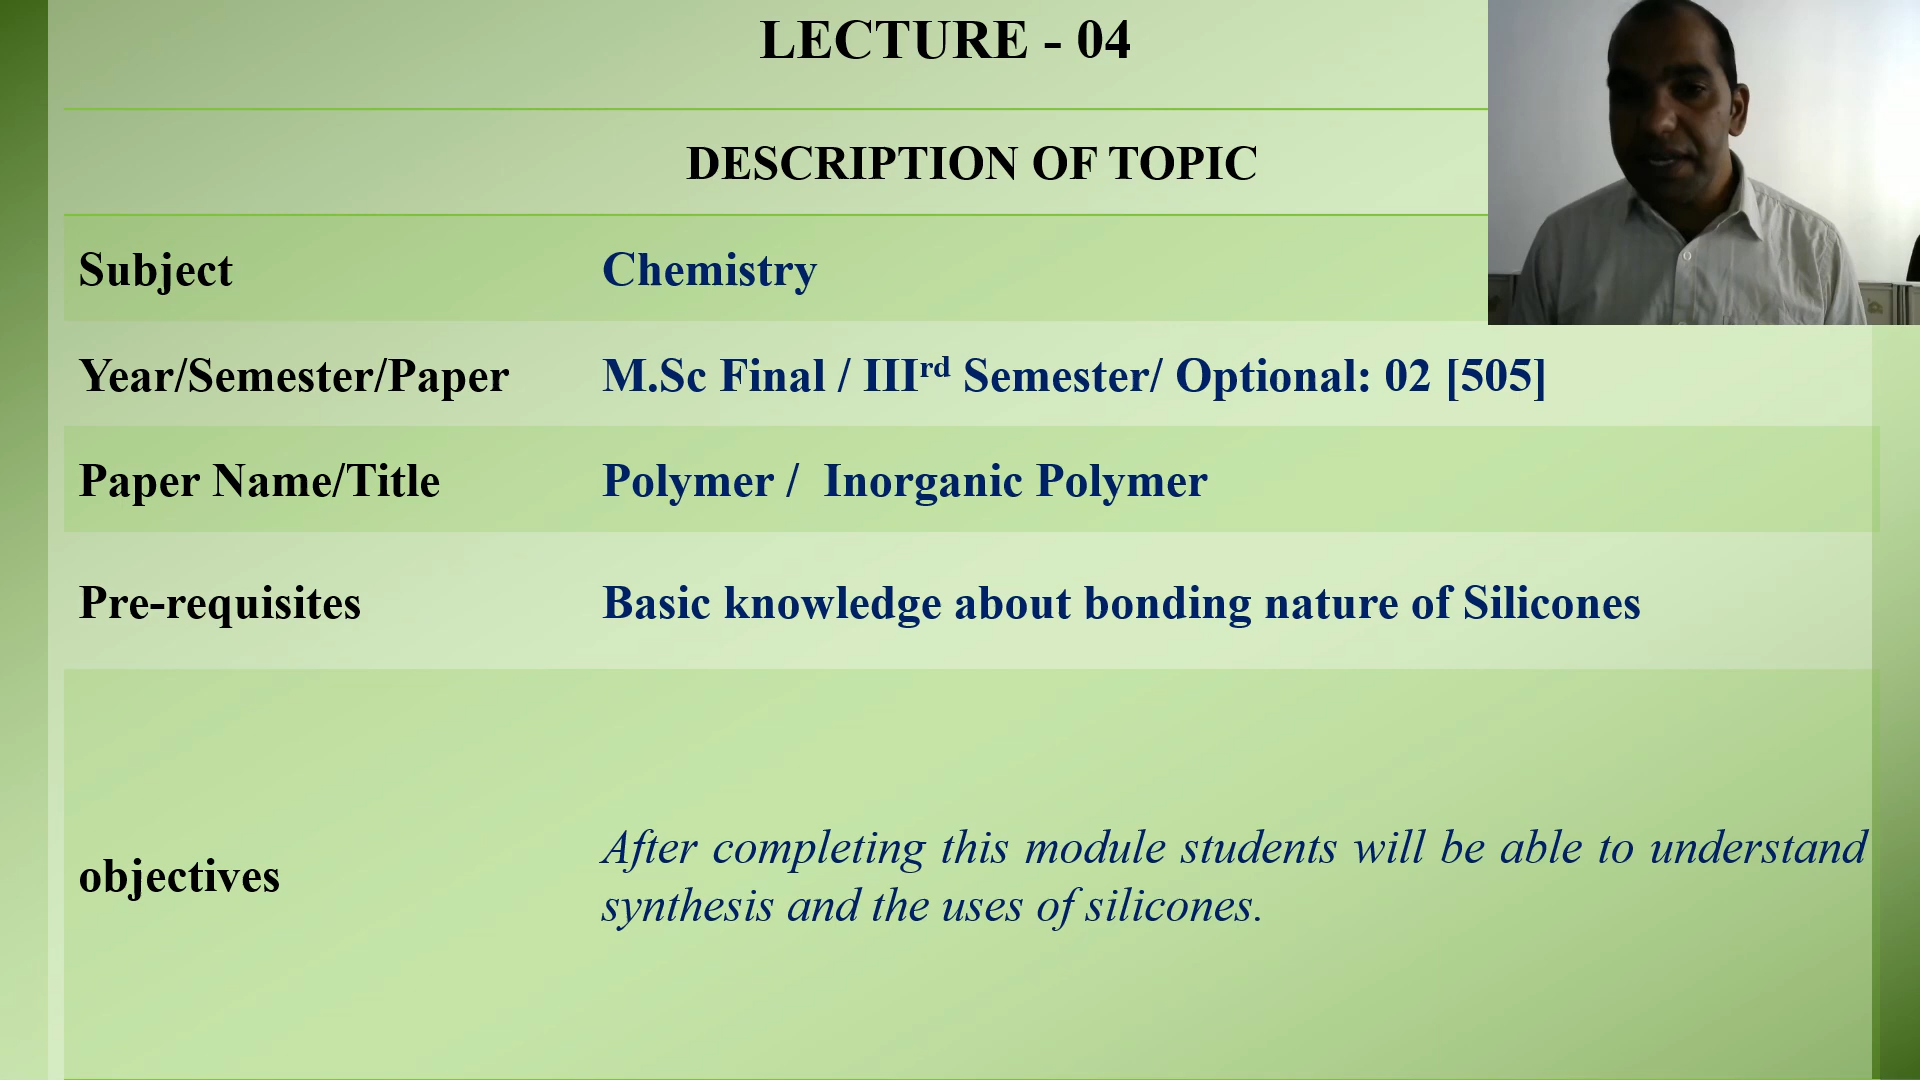 LECTURE - 04
DESCRIPTION OF TOPIC
Subject Chemistry
Year/Semester/Paper M.Sc Final / IIIrd Semester/ Optional: 02 [505]
Paper Name/Title Polymer / Inorganic Polymer
Pre-requisites Basic knowledge about bonding nature of Silicones
objectives After completing this module students will be able to understand
synthesis and the uses of silicones.